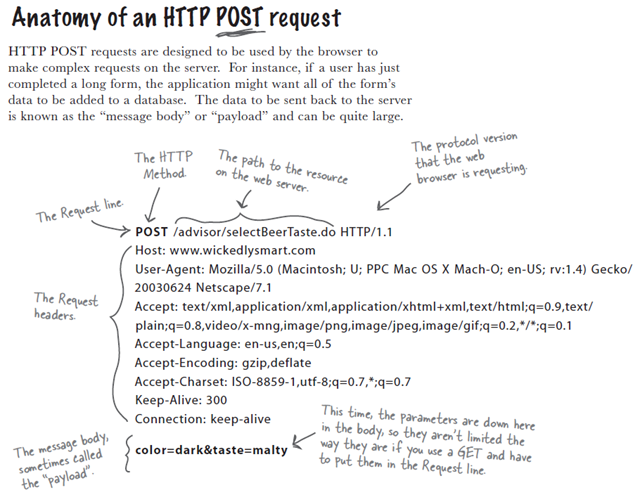 Anatomy of an HTTP POST request
HTTP POST requests are designed to be used by the browser to
make complex requests on the server. For instance, if a user has just
completed a long form, the application might want all of the form's
data to be added to a database. The data to be sent back to the server
is known as the “message body” or “payload” and can be quite large.
The HTTP
Method.
The path to the resource
on the web server.
The protocol version
that the web
browser is requesting.
The Request line.
POST /advisor/selectBeerTaste.do HTTP/1.1
Host: www.wickedlysmart.com
User-Agent: Mozilla/5.0 (Macintosh; U; PPC Mac OS X Mach-O; en-US; rv:1.4) Gecko/
20030624 Netscape/7.1
The Request
headers.
Accept: text/xml,application/xml,application/xhtml+xml,text/html;q=0.9,text/
plain;q=0.8,video/x-mng,image/png,image/jpeg,image/gif;q=0.2,*/*;q=0.1
Accept-Language: en-us,en;q=0.5
Accept-Encoding: gzip,deflate
Accept-Charset: ISO-8859-1,utf-8;q=0.7,*;q=0.7
Keep-Alive: 300
Connection: keep-alive
The message body,
sometimes called
the “payload”.
color=dark&taste=malty
This time, the parameters are down here
in the body, so they aren't limited the
way they are if you use a GET and have
to put them in the Request line.